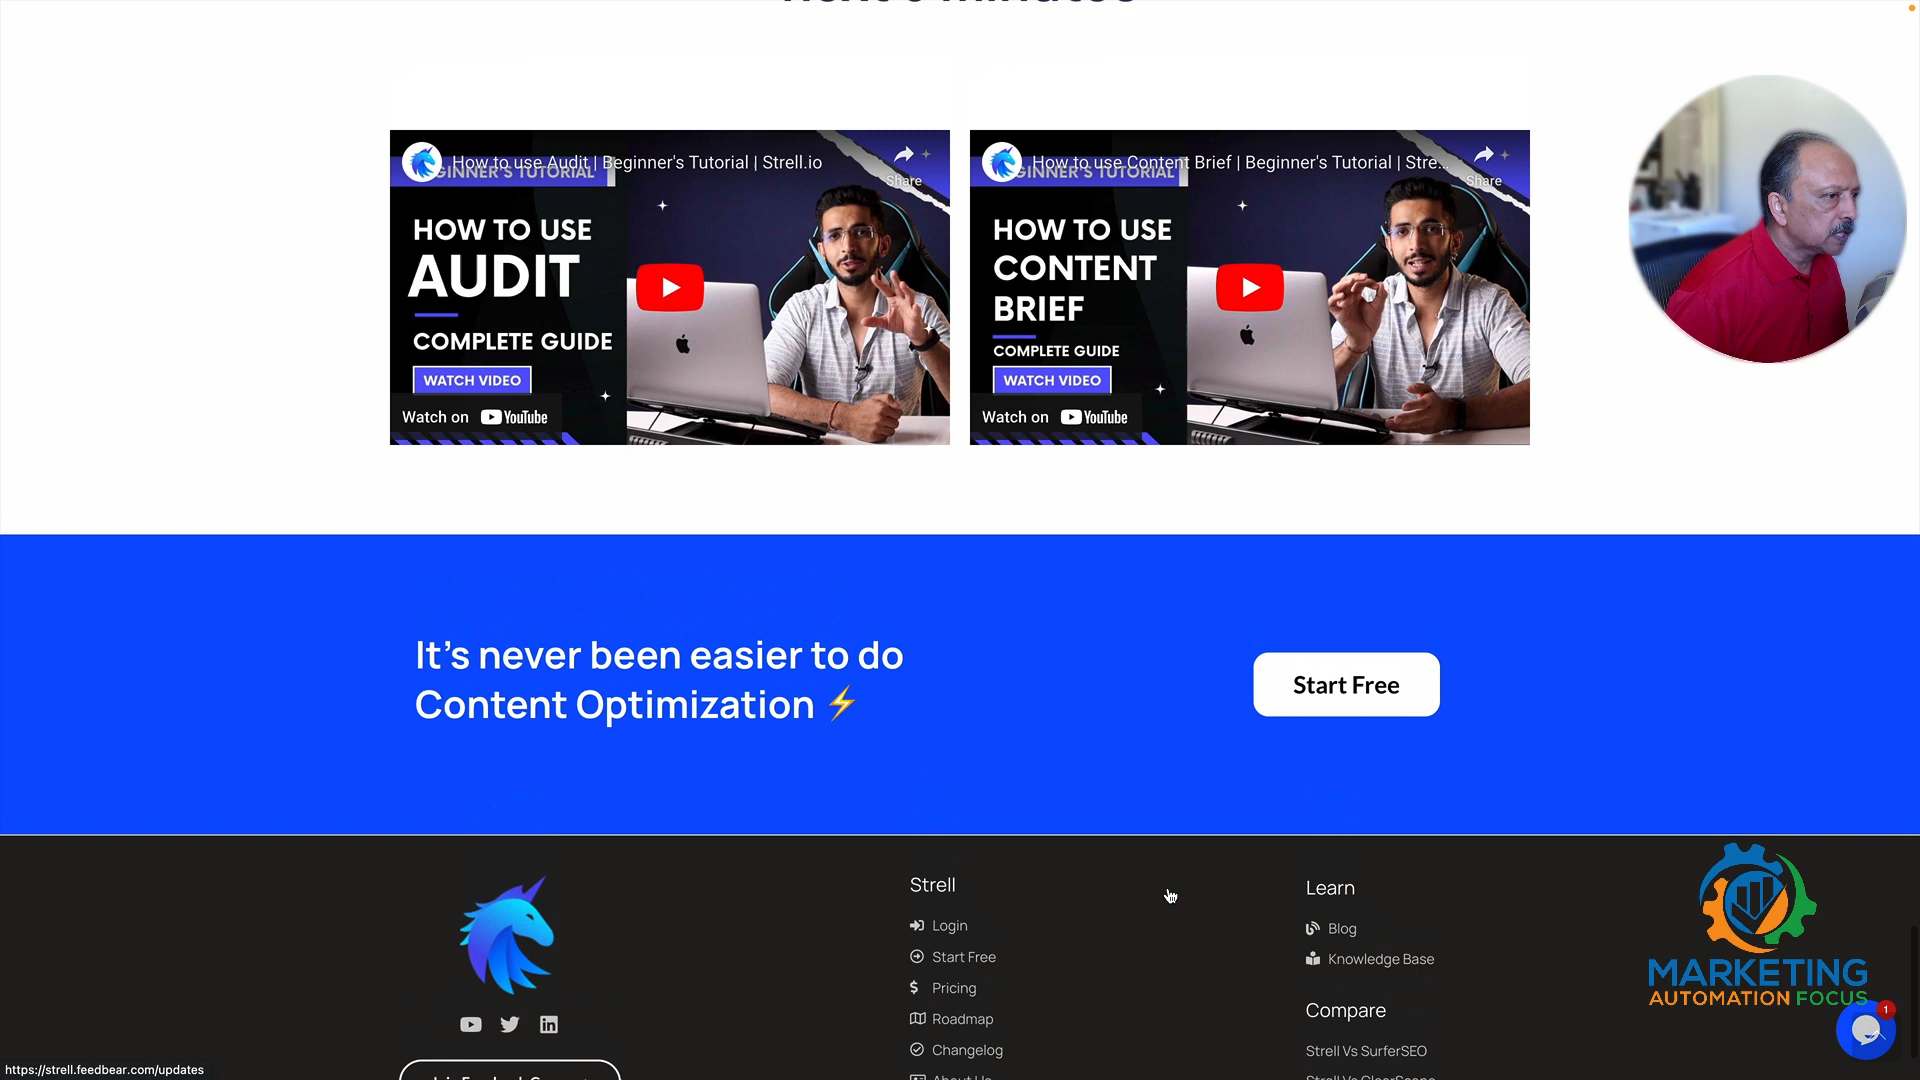 How to use Audit | Beginner's Tutorial | Strell.io
Share
HOW TO USE
AUDIT
COMPLETE GUIDE
WATCH VIDEO
Watch on YouTube
How to use Content Brief | Beginner's Tutorial | Stre...
Share
HOW TO USE
CONTENT
BRIEF
COMPLETE GUIDE
WATCH VIDEO
Watch on YouTube
It's never been easier to do
Content Optimization ⚡
Start Free
Strell
Login
Start Free
Pricing
Roadmap
Changelog
Learn
Blog
Knowledge Base
Compare
Strell Vs SurferSEO
MARKETING
AUTOMATION FOCUS
1
https://strell.feedbear.com/updates